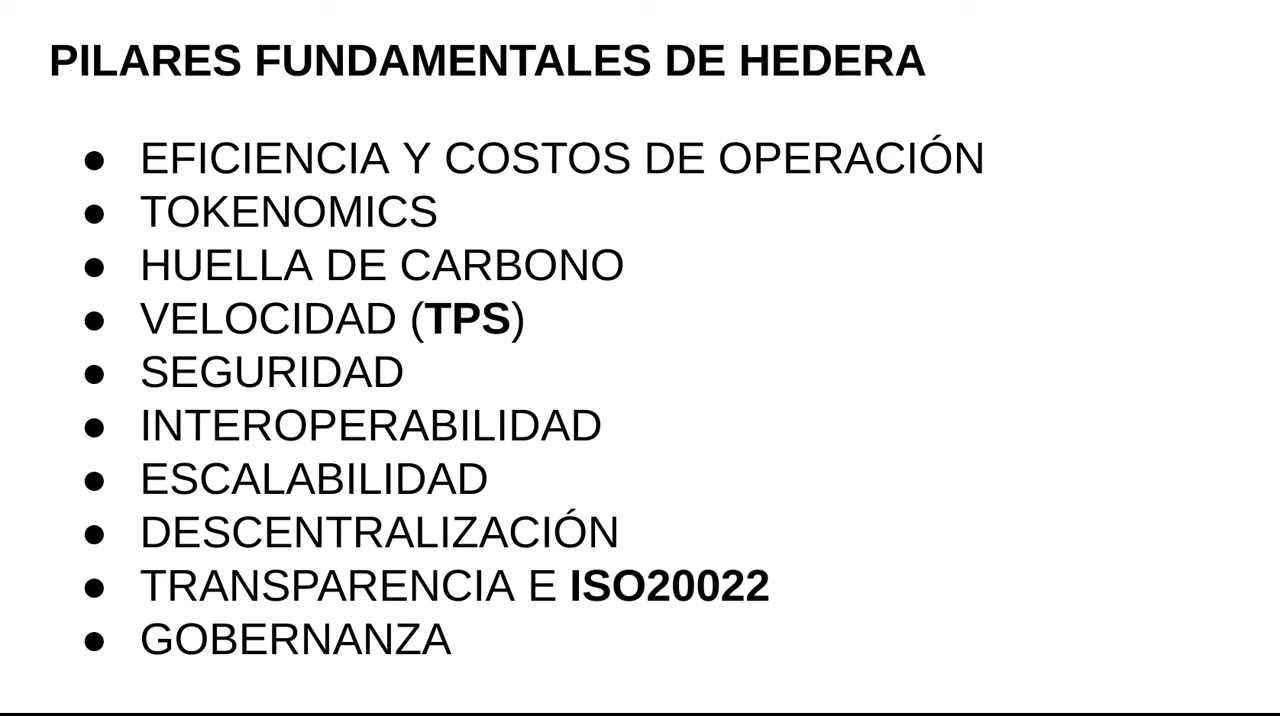 PILARES FUNDAMENTALES DE HEDERA
● EFICIENCIA Y COSTOS DE OPERACIÓN
● TOKENOMICS
● HUELLA DE CARBONO
● VELOCIDAD (TPS)
● SEGURIDAD
● INTEROPERABILIDAD
● ESCALABILIDAD
● DESCENTRALIZACIÓN
● TRANSPARENCIA E ISO20022
● GOBERNANZA